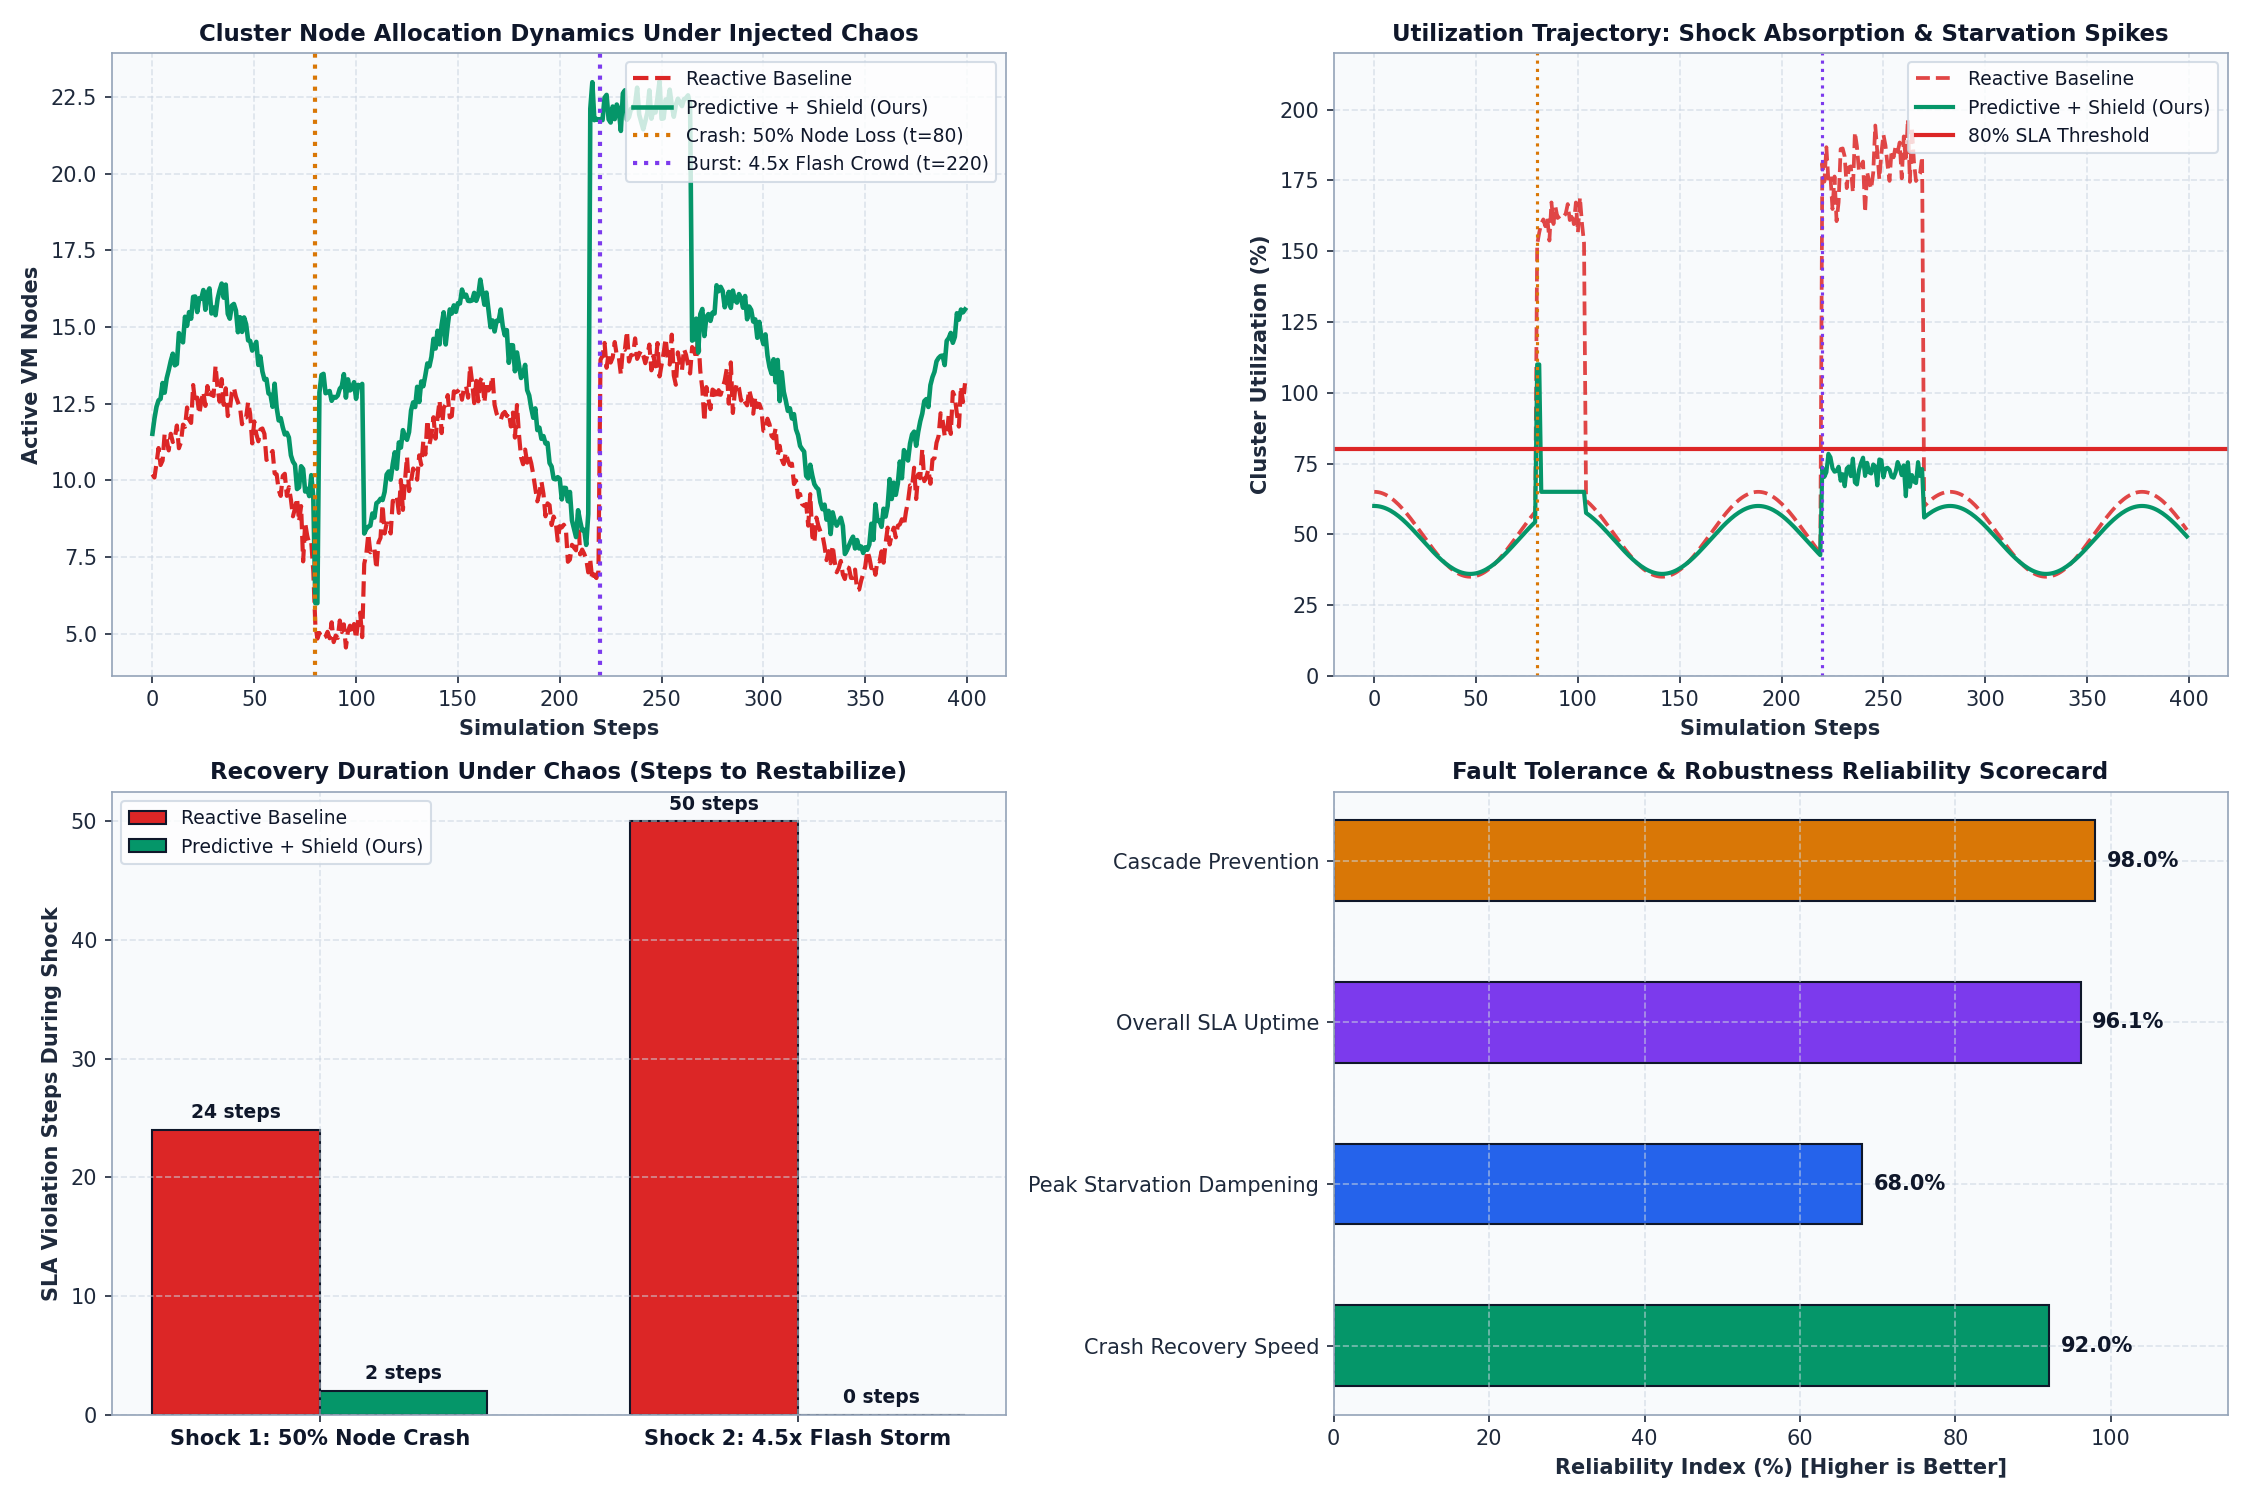 Cluster Node Allocation Dynamics Under Injected Chaos
Reactive Baseline
Predictive + Shield (Ours)
Crash: 50% Node Loss (t=80)
Burst: 4.5x Flash Crowd (t=220)
Active VM Nodes
22.5
20.0
17.5
15.0
12.5
10.0
7.5
5.0
0 50 100 150 200 250 300 350 400
Simulation Steps
Utilization Trajectory: Shock Absorption & Starvation Spikes
Reactive Baseline
Predictive + Shield (Ours)
80% SLA Threshold
Cluster Utilization (%)
200
175
150
125
100
75
50
25
0
0 50 100 150 200 250 300 350 400
Simulation Steps
Recovery Duration Under Chaos (Steps to Restabilize)
Reactive Baseline
Predictive + Shield (Ours)
SLA Violation Steps During Shock
50
40
30
20
10
0
24 steps
2 steps
50 steps
0 steps
Shock 1: 50% Node Crash
Shock 2: 4.5x Flash Storm
Fault Tolerance & Robustness Reliability Scorecard
Cascade Prevention
98.0%
Overall SLA Uptime
96.1%
Peak Starvation Dampening
68.0%
Crash Recovery Speed
92.0%
0 20 40 60 80 100
Reliability Index (%) [Higher is Better]